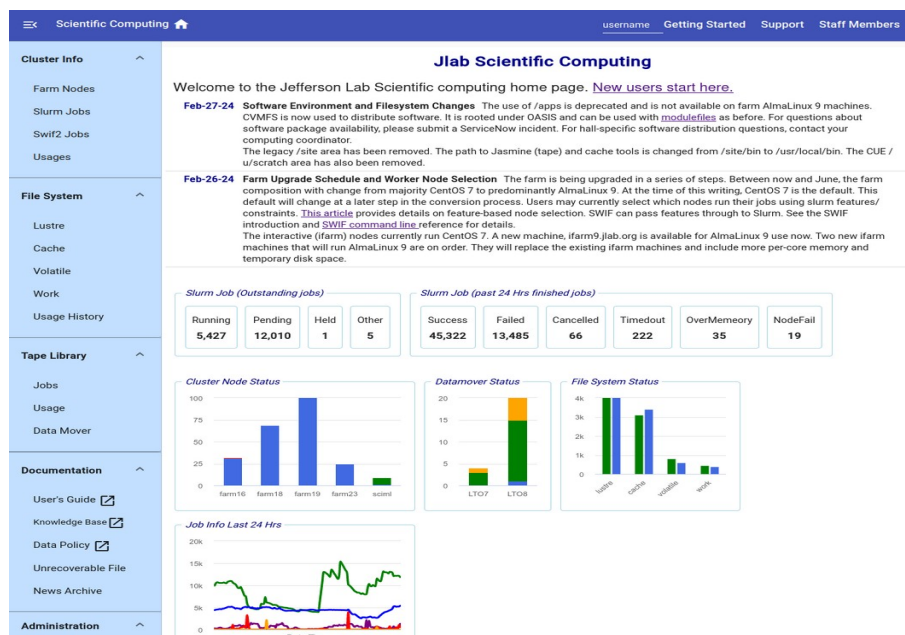 Scientific Computing
username Getting Started Support Staff Members
Cluster Info
Farm Nodes
Slurm Jobs
Swif2 Jobs
Usages
File System
Lustre
Cache
Volatile
Work
Usage History
Tape Library
Jobs
Usage
Data Mover
Documentation
User's Guide
Knowledge Base
Data Policy
Unrecoverable File
News Archive
Administration
Jlab Scientific Computing
Welcome to the Jefferson Lab Scientific computing home page. New users start here.
Feb-27-24 Software Environment and Filesystem Changes The use of /apps is deprecated and is not available on farm AlmaLinux 9 machines.
CVMFS is now used to distribute software. It is rooted under OASIS and can be used with modulefiles as before. For questions about
software package availability, please submit a ServiceNow incident. For hall-specific software distribution questions, contact your
computing coordinator.
The legacy /site area has been removed. The path to Jasmine (tape) and cache tools is changed from /site/bin to /usr/local/bin. The CUE /
u/scratch area has also been removed.
Feb-26-24 Farm Upgrade Schedule and Worker Node Selection The farm is being upgraded in a series of steps. Between now and June, the farm
composition with change from majority CentOS 7 to predominantly AlmaLinux 9. At the time of this writing, CentOS 7 is the default. This
default will change at a later step in the conversion process. Users may currently select which nodes run their jobs using slurm features/
constraints. This article provides details on feature-based node selection. SWIF can pass features through to Slurm. See the SWIF
introduction and SWIF command line reference for details.
The interactive (ifarm) nodes currently run CentOS 7. A new machine, ifarm9.jlab.org is available for AlmaLinux 9 use now. Two new ifarm
machines that will run AlmaLinux 9 are on order. They will replace the existing ifarm machines and include more per-core memory and
temporary disk space.
Slurm Job (Outstanding jobs)
Running Pending Held Other
5,427 12,010 1 5
Slurm Job (past 24 Hrs finished jobs)
Success Failed Cancelled Timedout OverMemeory NodeFail
45,322 13,485 66 222 35 19
Cluster Node Status
100
75
50
25
0
farm16 farm18 farm19 farm23 sciml
Datamover Status
20
15
10
5
0
LTO7 LTO8
File System Status
4k
3k
2k
1k
0
lustre cache volatile work
Job Info Last 24 Hrs
20k
15k
10k
5k
0